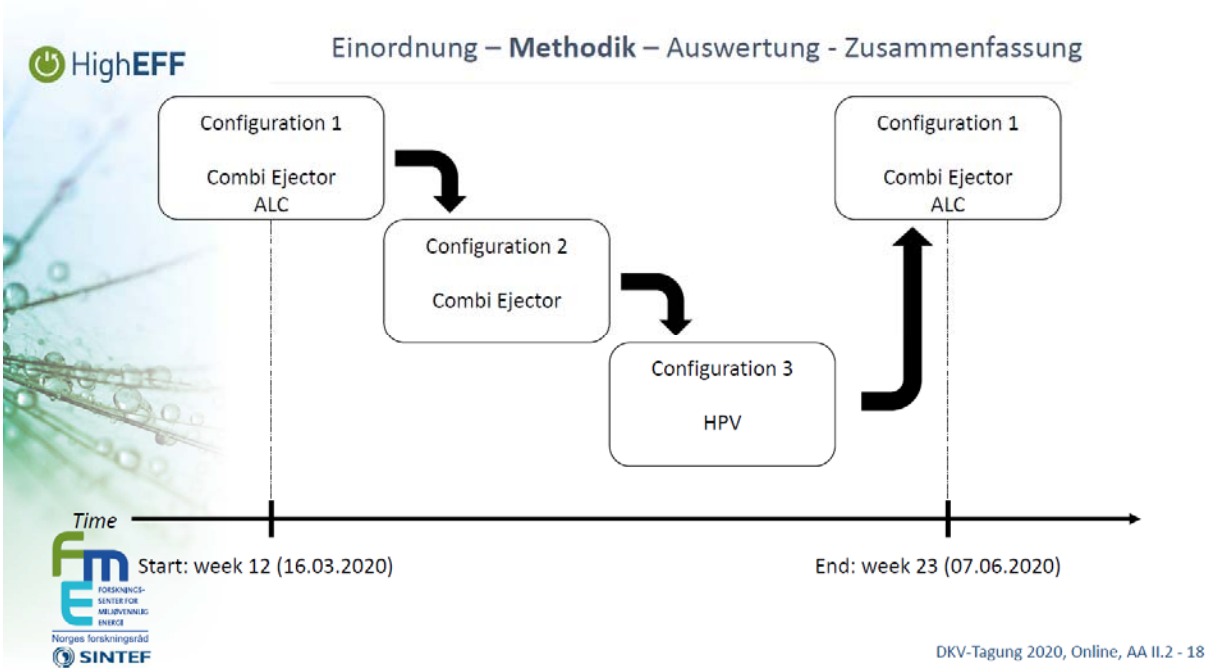 HighEFF
Einordnung – Methodik – Auswertung - Zusammenfassung
Configuration 1
Combi Ejector
ALC
Configuration 2
Combi Ejector
Configuration 3
HPV
Configuration 1
Combi Ejector
ALC
Time
Start: week 12 (16.03.2020)
End: week 23 (07.06.2020)
FME
FORSKNINGS-
SENTER FOR
MILJØVENNLIG
ENERGI
Norges forskningsråd
SINTEF
DKV-Tagung 2020, Online, AA II.2 - 18